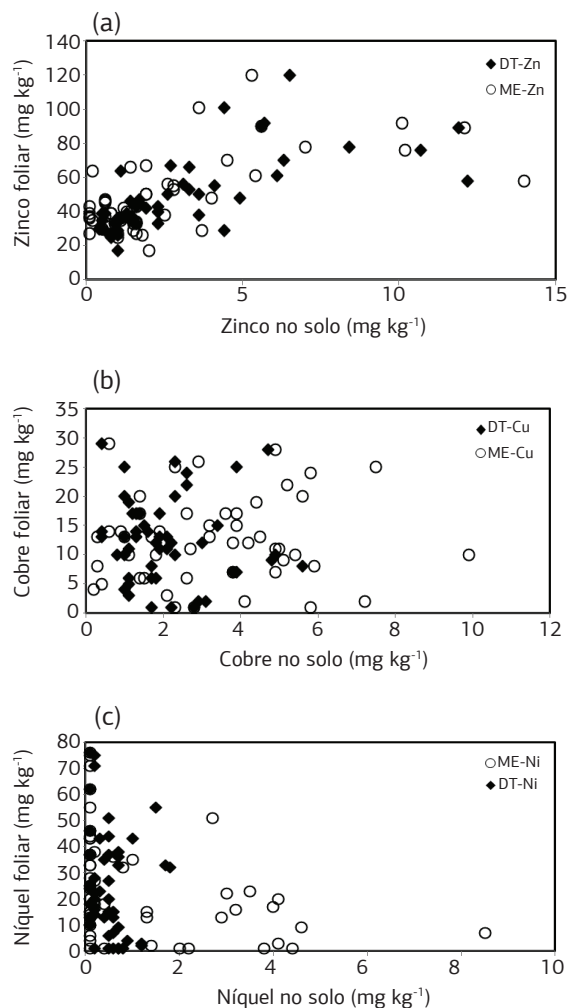 (a)
140
120
100
80
60
40
20
0
Zinco foliar (mg kg⁻¹)
DT-Zn
ME-Zn
0 5 10 15
Zinco no solo (mg kg⁻¹)
(b)
35
30
25
20
15
10
5
0
Cobre foliar (mg kg⁻¹)
DT-Cu
ME-Cu
0 2 4 6 8 10 12
Cobre no solo (mg kg⁻¹)
(c)
80
70
60
50
40
30
20
10
0
Níquel foliar (mg kg⁻¹)
ME-Ni
DT-Ni
0 2 4 6 8 10
Níquel no solo (mg kg⁻¹)